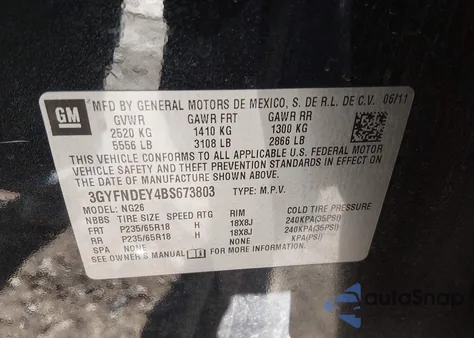 GM
MFD BY GENERAL MOTORS DE MEXICO, S. DE R.L. DE C.V. 06/11
GVWR GAWR FRT GAWR RR
2520 KG 1410 KG 1300 KG
5556 LB 3108 LB 2866 LB
THIS VEHICLE CONFORMS TO ALL APPLICABLE U.S. FEDERAL MOTOR
VEHICLE SAFETY AND THEFT PREVENTION STANDARDS IN EFFECT ON
THE DATE OF MANUFACTURE SHOWN ABOVE.
3GYFNDEY4BS673803 TYPE: M.P.V.
MODEL: NG26
NBBS TIRE SIZE SPEED RTG RIM COLD TIRE PRESSURE
FRT P235/65R18 H 18X8J 240KPA(35PSI)
RR P235/65R18 H 18X8J 240KPA(35PSI)
SPA NONE NONE KPA(PSI)
SEE OWNER'S MANUAL FOR MORE INFORMATION
autoSnap